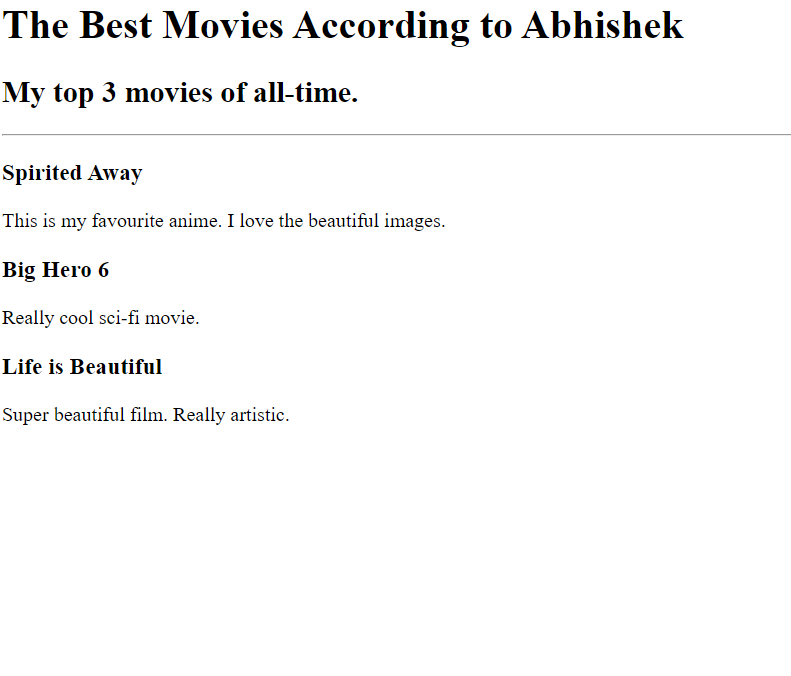 The Best Movies According to Abhishek
My top 3 movies of all-time.
Spirited Away
This is my favourite anime. I love the beautiful images.
Big Hero 6
Really cool sci-fi movie.
Life is Beautiful
Super beautiful film. Really artistic.